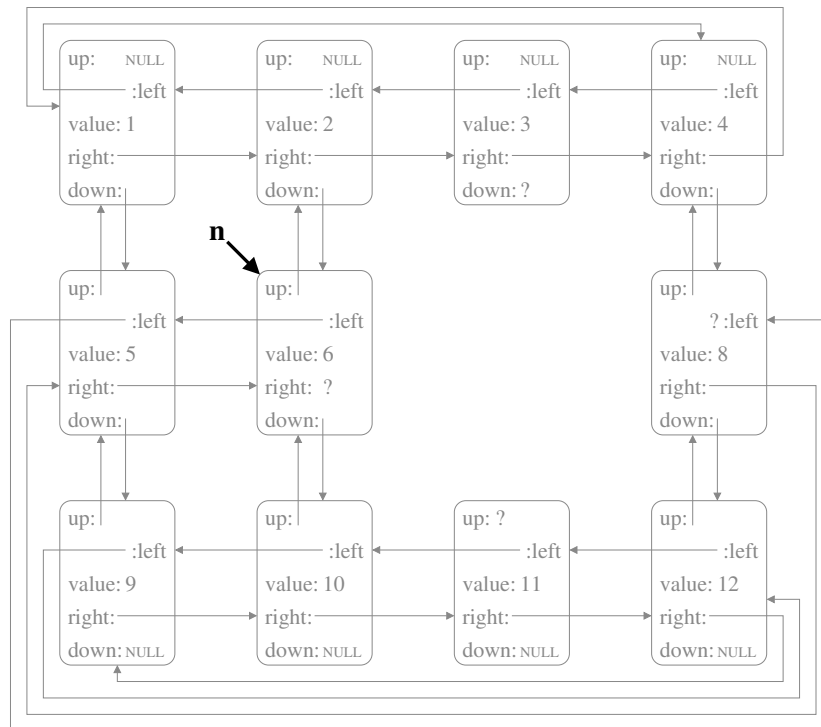 up: NULL up: NULL up: NULL up: NULL
:left :left :left :left
value: 1 value: 2 value: 3 value: 4
right: right: right: right:
down: down: down: ? down:
n
up: up: up:
:left :left ? :left
value: 5 value: 6 value: 8
right: right: ? right:
down: down: down:
up: up: up: ? up:
:left :left :left :left
value: 9 value: 10 value: 11 value: 12
right: right: right: right:
down: NULL down: NULL down: NULL down: NULL